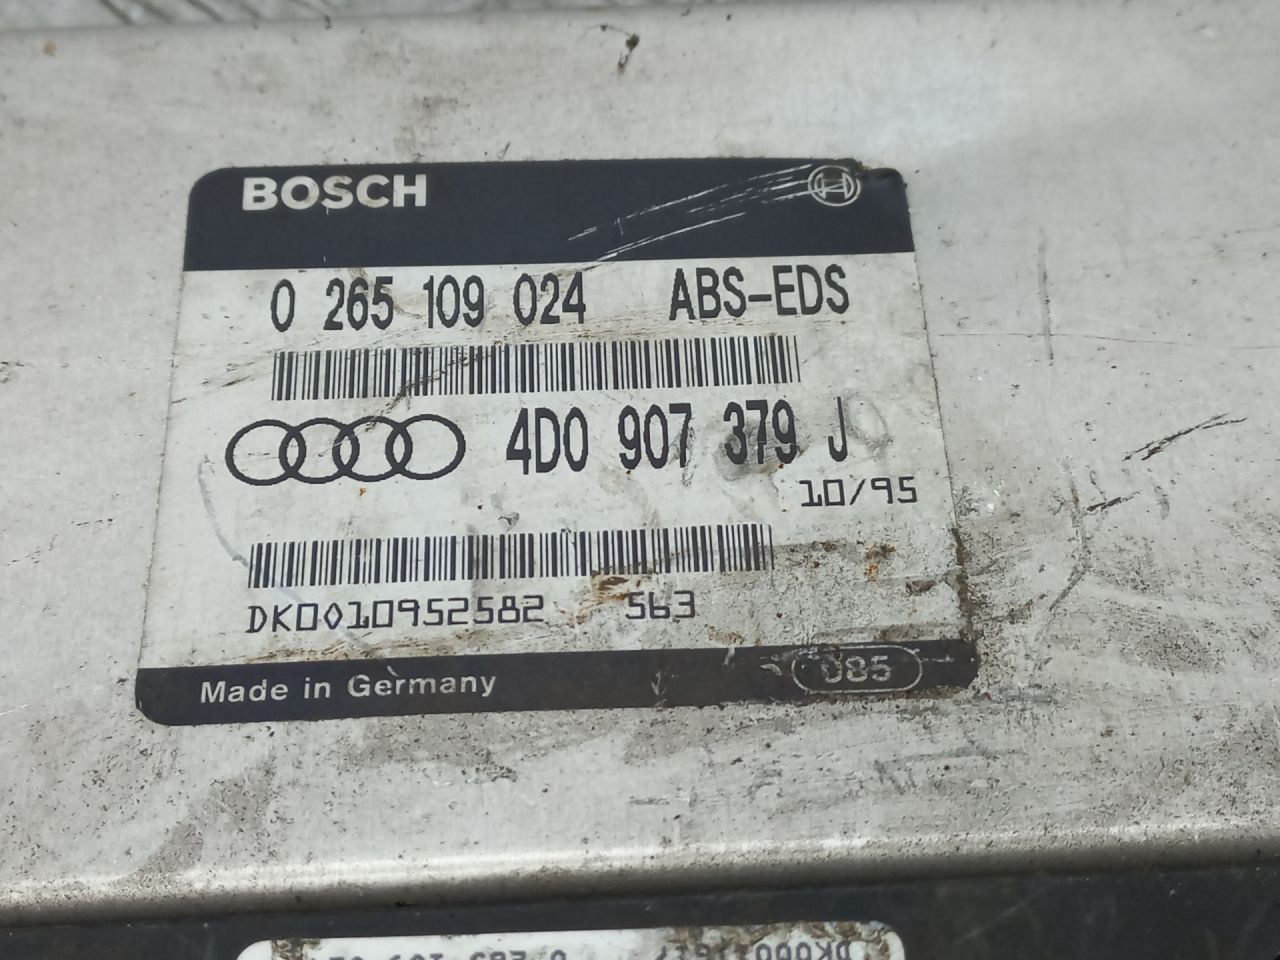 BOSCH
0 265 109 024 ABS-EDS
4D0 907 379 J
10/95
DK0010952582 563
Made in Germany 085